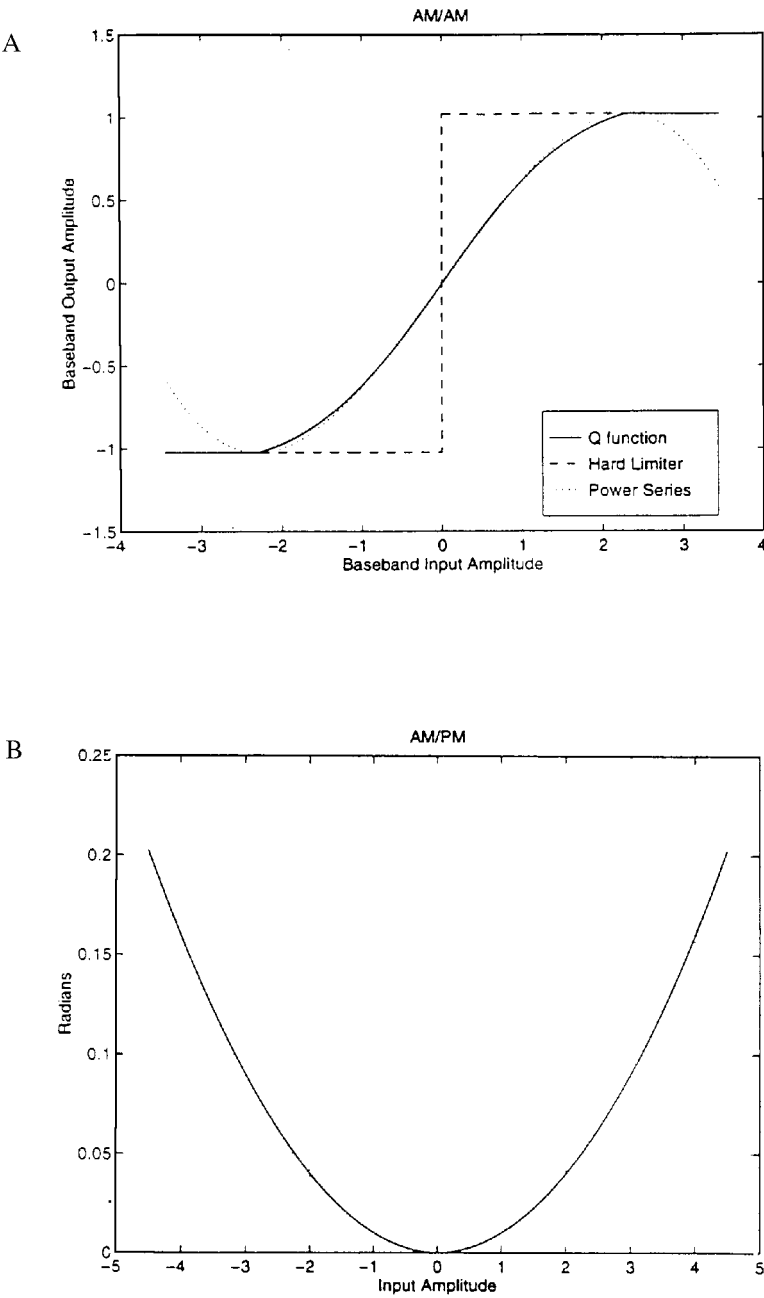 A
AM/AM
1.5
1
0.5
0
−0.5
−1
−1.5
Baseband Output Amplitude
Q function
Hard Limiter
Power Series
−4 −3 −2 −1 0 1 2 3 4
Baseband Input Amplitude
B
AM/PM
0.25
0.2
0.15
0.1
0.05
0
Radians
−5 −4 −3 −2 −1 0 1 2 3 4 5
Input Amplitude